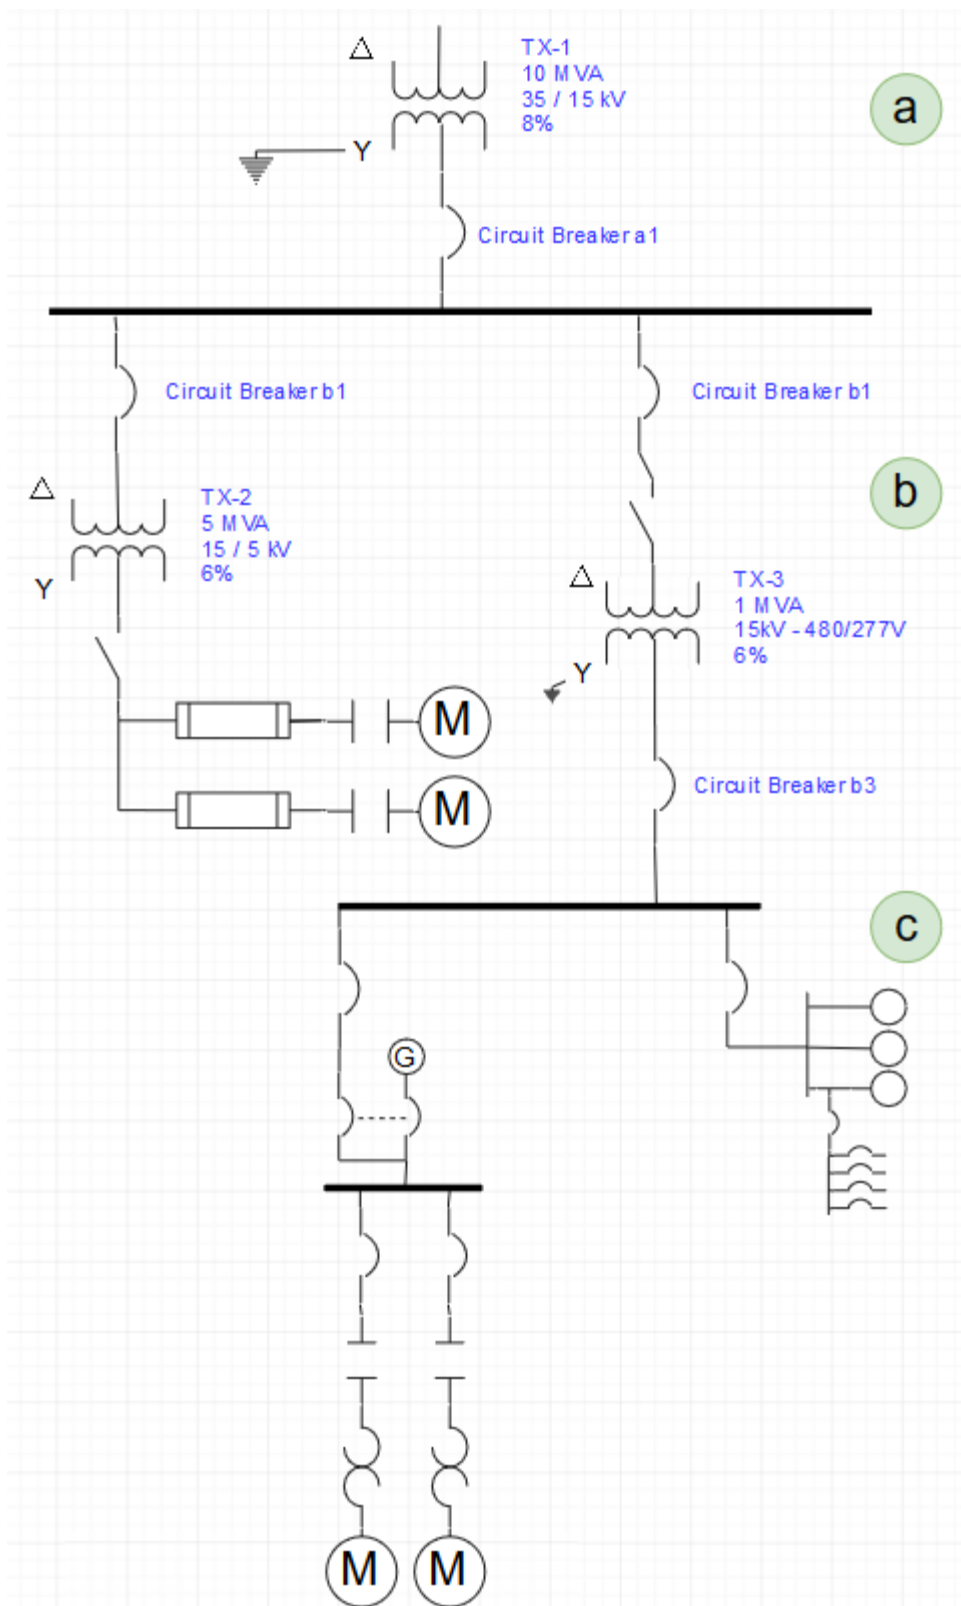 △
TX-1
10 MVA
35 / 15 kV
8%
a
Y
Circuit Breaker a1
Circuit Breaker b1
Circuit Breaker b1
△
TX-2
5 MVA
15 / 5 kV
6%
b
Y
△
TX-3
1 MVA
15kV - 480/277V
6%
Y
M
Circuit Breaker b3
M
c
G
M
M